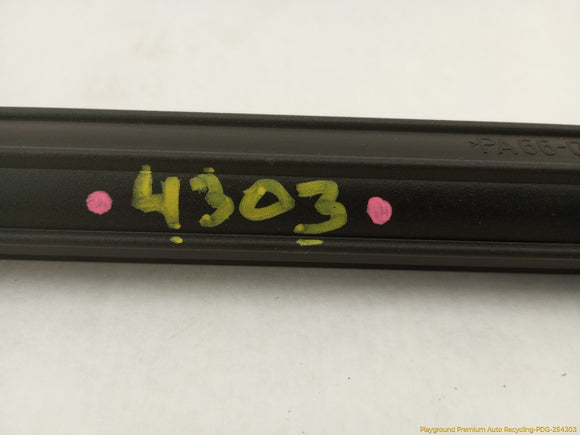 >PA66-
4303
Playground Premium Auto Recycling-PDG-254303